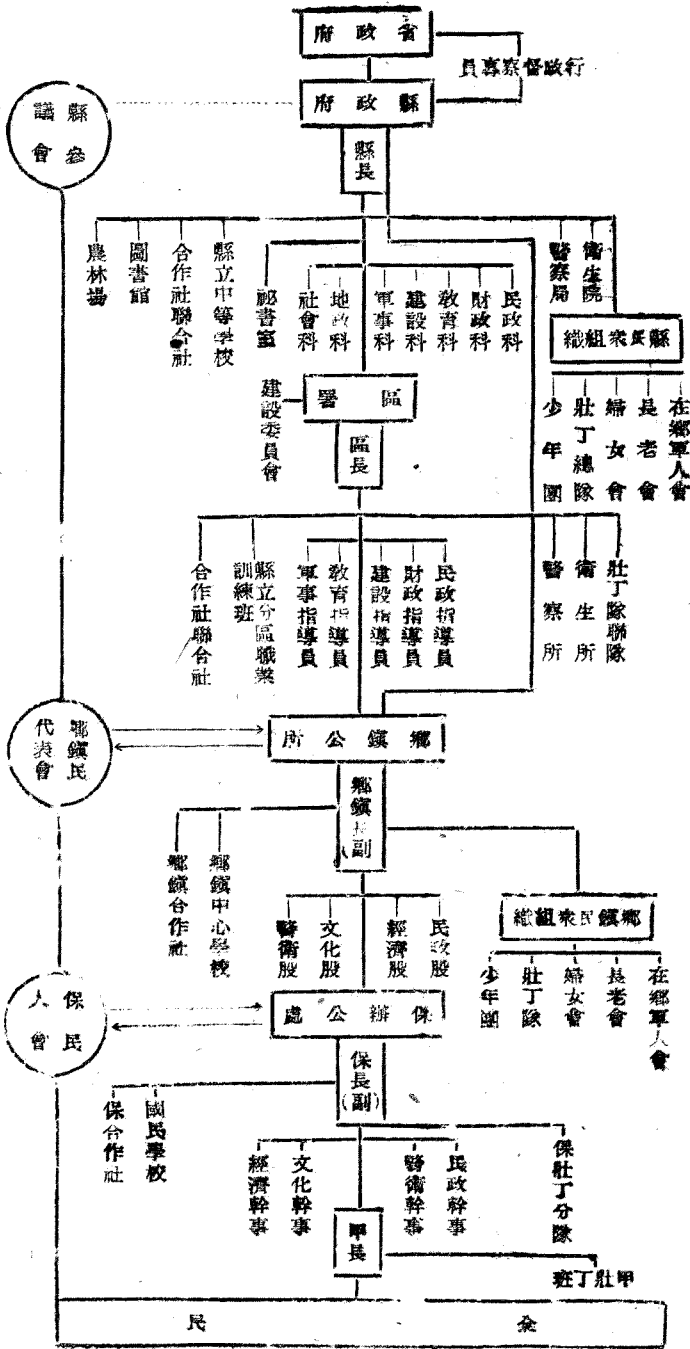 省政府
行政督察專員
縣政府
縣參議會
縣長
衛生院
警察局
縣立中等學校
合作社聯合社
圖書館
農林場
民政科
財政科
教育科
建設科
軍事科
地政科
社會科
祕書室
縣民衆組織
在鄉軍人會
長老會
婦女會
壯丁總隊
少年團
區署
建設委員會
區長
壯丁隊聯隊
衛生所
警察所
民政指導員
財政指導員
建設指導員
教育指導員
軍事指導員
縣立分區職業訓練班
合作社聯合社
鄉鎭公所
鄉鎭民代表會
鄉鎭長副
鄉鎭中心學校
鄉鎭合作社
民政股
經濟股
文化股
警衛股
鄉鎭民衆組織
在鄉軍人會
長老會
婦女會
壯丁隊
少年團
保辦公處
保民人會
保長(副)
國民學校
保合作社
保壯丁分隊
民政幹事
警衛幹事
文化幹事
經濟幹事
甲長
甲壯丁班
全民